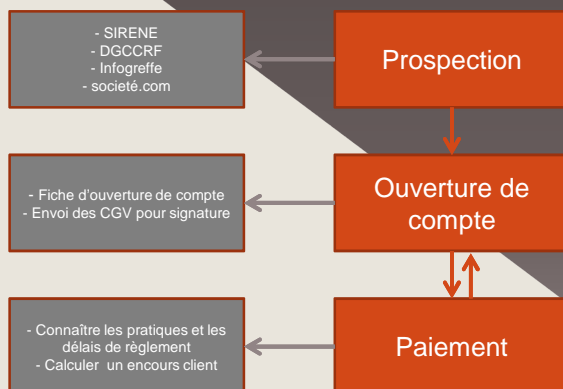 - SIRENE
- DGCCRF
- Infogreffe
- societé.com
Prospection
- Fiche d'ouverture de compte
- Envoi des CGV pour signature
Ouverture de
compte
- Connaître les pratiques et les
délais de règlement
- Calculer  un encours client
Paiement